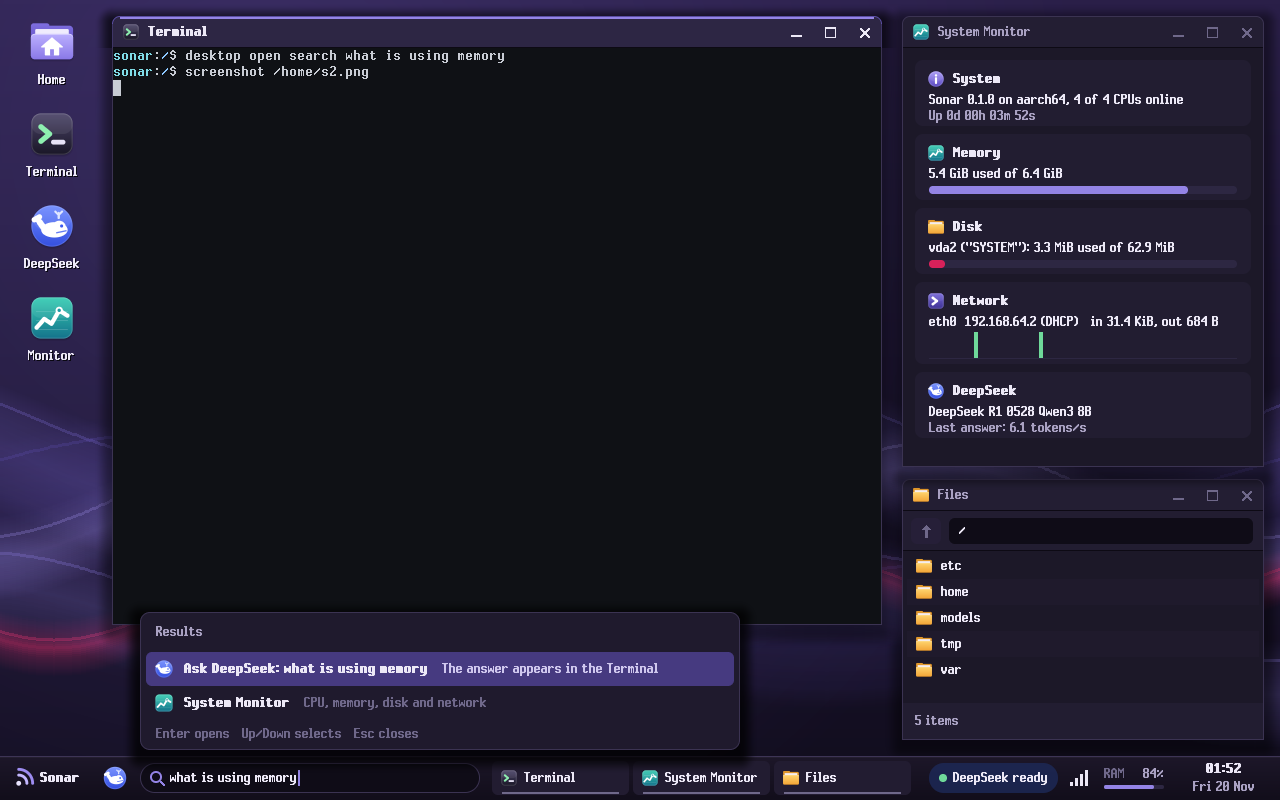 Home
Terminal
DeepSeek
Monitor
Terminal
sonar:/$ desktop open search what is using memory
sonar:/$ screenshot /home/s2.png
System Monitor
System
Sonar 0.1.0 on aarch64, 4 of 4 CPUs online
Up 0d 00h 03m 52s
Memory
5.4 GiB used of 6.4 GiB
Disk
vda2 ("SYSTEM"): 3.3 MiB used of 62.9 MiB
Network
eth0 192.168.64.2 (DHCP) in 31.4 KiB, out 684 B
DeepSeek
DeepSeek R1 0528 Qwen3 8B
Last answer: 6.1 tokens/s
Files
/
etc
home
models
tmp
var
5 items
Results
Ask DeepSeek: what is using memory The answer appears in the Terminal
System Monitor CPU, memory, disk and network
Enter opens Up/Down selects Esc closes
Sonar
what is using memory
Terminal
System Monitor
Files
DeepSeek ready
RAM 84%
01:52
Fri 20 Nov